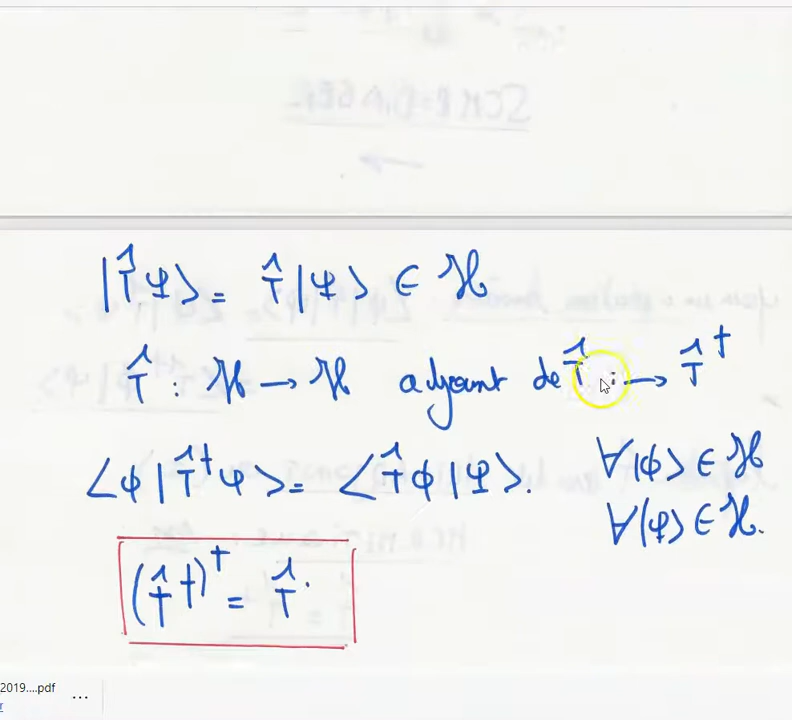 |T̂Ψ> = T̂|Ψ> ∈ ℋ
T̂ : ℋ → ℋ adjoint de T̂ : → T̂†
<ϕ|T̂†Ψ> = <T̂ϕ|Ψ>. ∀|ϕ> ∈ ℋ
∀|Ψ> ∈ ℋ.
(T̂†)† = T̂.
2019....pdf
...